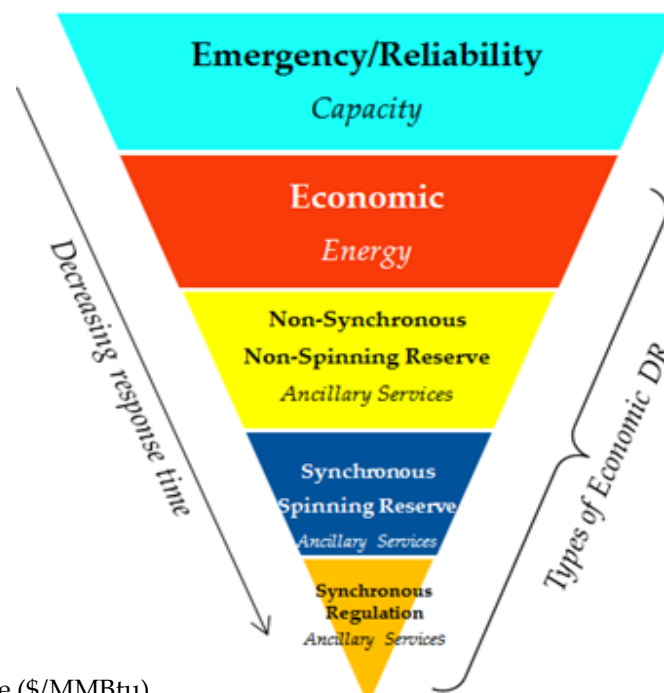 Emergency/Reliability
Capacity
Economic
Energy
Non-Synchronous
Non-Spinning Reserve
Ancillary Services
Synchronous
Spinning Reserve
Ancillary Services
Synchronous
Regulation
Ancillary Services
Decreasing response time
Types of Economic DR
($/MMBtu)